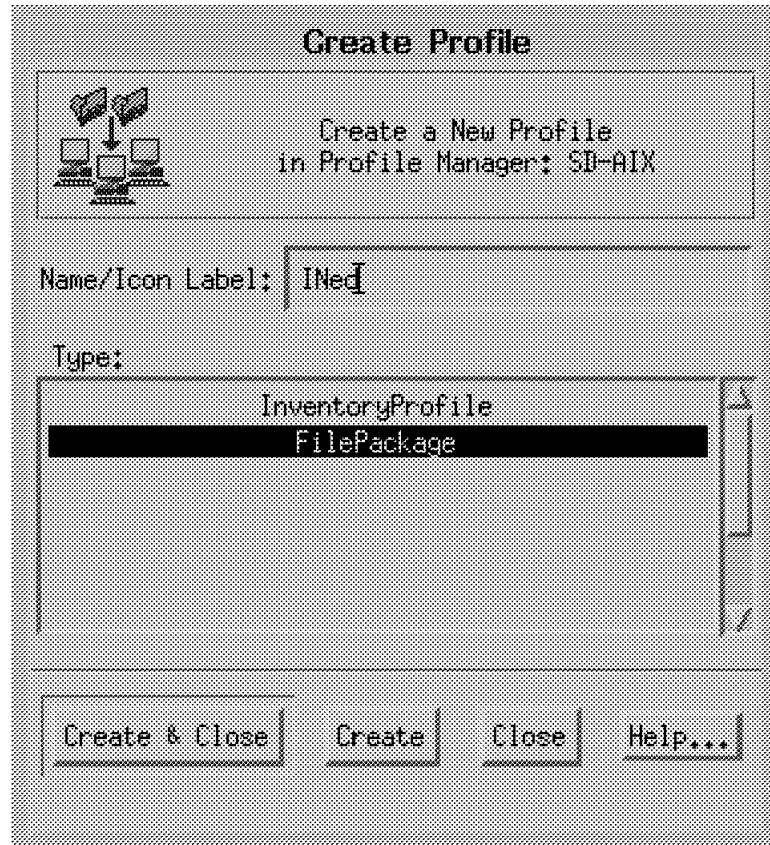 Create Profile
Create a New Profile
in Profile Manager: SD-AIX
Name/Icon Label: INed
Type:
InventoryProfile
FilePackage
Create & Close Create Close Help...